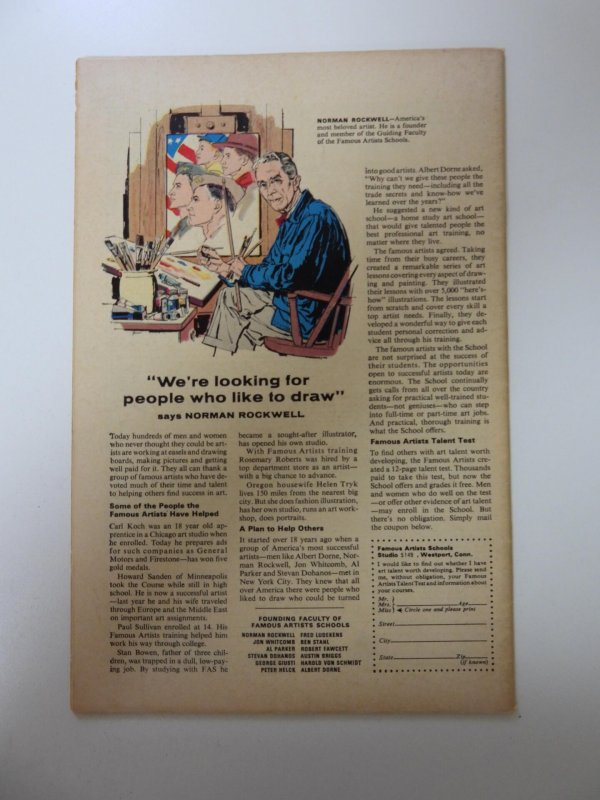 NORMAN ROCKWELL—America's
most beloved artist. He is a founder
and member of the Guiding Faculty
of the Famous Artists Schools.
"We're looking for
people who like to draw"
says NORMAN ROCKWELL
Today hundreds of men and women
who never thought they could be art-
ists are working at easels and drawing
boards, making pictures and getting
well paid for it. They all can thank a
group of famous artists who have de-
voted much of their time and talent
to helping others find success in art.
Some of the People the
Famous Artists Have Helped
Carl Koch was an 18 year old ap-
prentice in a Chicago art studio when
he enrolled. Today he prepares ads
for such companies as General
Motors and Firestone—has won five
gold medals.
Howard Sanden of Minneapolis
took the Course while still in high
school. He is now a successful artist
—last year he and his wife traveled
through Europe and the Middle East
on important art assignments.
Paul Sullivan enrolled at 14. His
Famous Artists training helped him
work his way through college.
Stan Bowen, father of three chil-
dren, was trapped in a dull, low-pay-
ing job. By studying with FAS he
became a sought-after illustrator,
has opened his own studio.
With Famous Artists training
Rosemary Roberts was hired by a
top department store as an artist—
with a big chance to advance.
Oregon housewife Helen Tryk
lives 150 miles from the nearest big
city. But she does fashion illustration,
has her own studio, runs an art work-
shop, does portraits.
A Plan to Help Others
It started over 18 years ago when a
group of America's most successful
artists—men like Albert Dorne, Nor-
man Rockwell, Jon Whitcomb, Al
Parker and Stevan Dohanos—met in
New York City. They knew that all
over America there were people who
liked to draw who could be turned
FOUNDING FACULTY OF
FAMOUS ARTISTS SCHOOLS
NORMAN ROCKWELL FRED LUDEKENS
JON WHITCOMB BEN STAHL
AL PARKER ROBERT FAWCETT
STEVAN DOHANOS AUSTIN BRIGGS
GEORGE GIUSTI HAROLD VON SCHMIDT
PETER HELCK ALBERT DORNE
into good artists. Albert Dorne asked,
"Why can't we give these people the
training they need—including all the
trade secrets and know-how we've
learned over the years?"
He suggested a new kind of art
school—a home study art school—
that would give talented people the
best professional art training, no
matter where they live.
The famous artists agreed. Taking
time from their busy careers, they
created a remarkable series of art
lessons covering every aspect of draw-
ing and painting. They illustrated
their lessons with over 5,000 "here's-
how" illustrations. The lessons start
from scratch and cover every skill a
top artist needs. Finally, they de-
veloped a wonderful way to give each
student personal correction and ad-
vice all through his training.
The famous artists with the School
are not surprised at the success of
their students. The opportunities
open to successful artists today are
enormous. The School continually
gets calls from all over the country
asking for practical well-trained stu-
dents—not geniuses—who can step
into full-time or part-time art jobs.
And practical, thorough training is
what the School offers.
Famous Artists Talent Test
To find others with art talent worth
developing, the Famous Artists cre-
ated a 12-page talent test. Thousands
paid to take this test, but now the
School offers and grades it free. Men
and women who do well on the test
—or offer other evidence of art talent
—may enroll in the School. But
there's no obligation. Simply mail
the coupon below.
Famous Artists Schools
Studio 5148, Westport, Conn.
I would like to find out whether I have
art talent worth developing. Please send
me, without obligation, your Famous
Artists Talent Test and information about
your courses.
Mr.
Mrs. Age
Miss Circle one and please print
Street
City
State Zip
(if known)